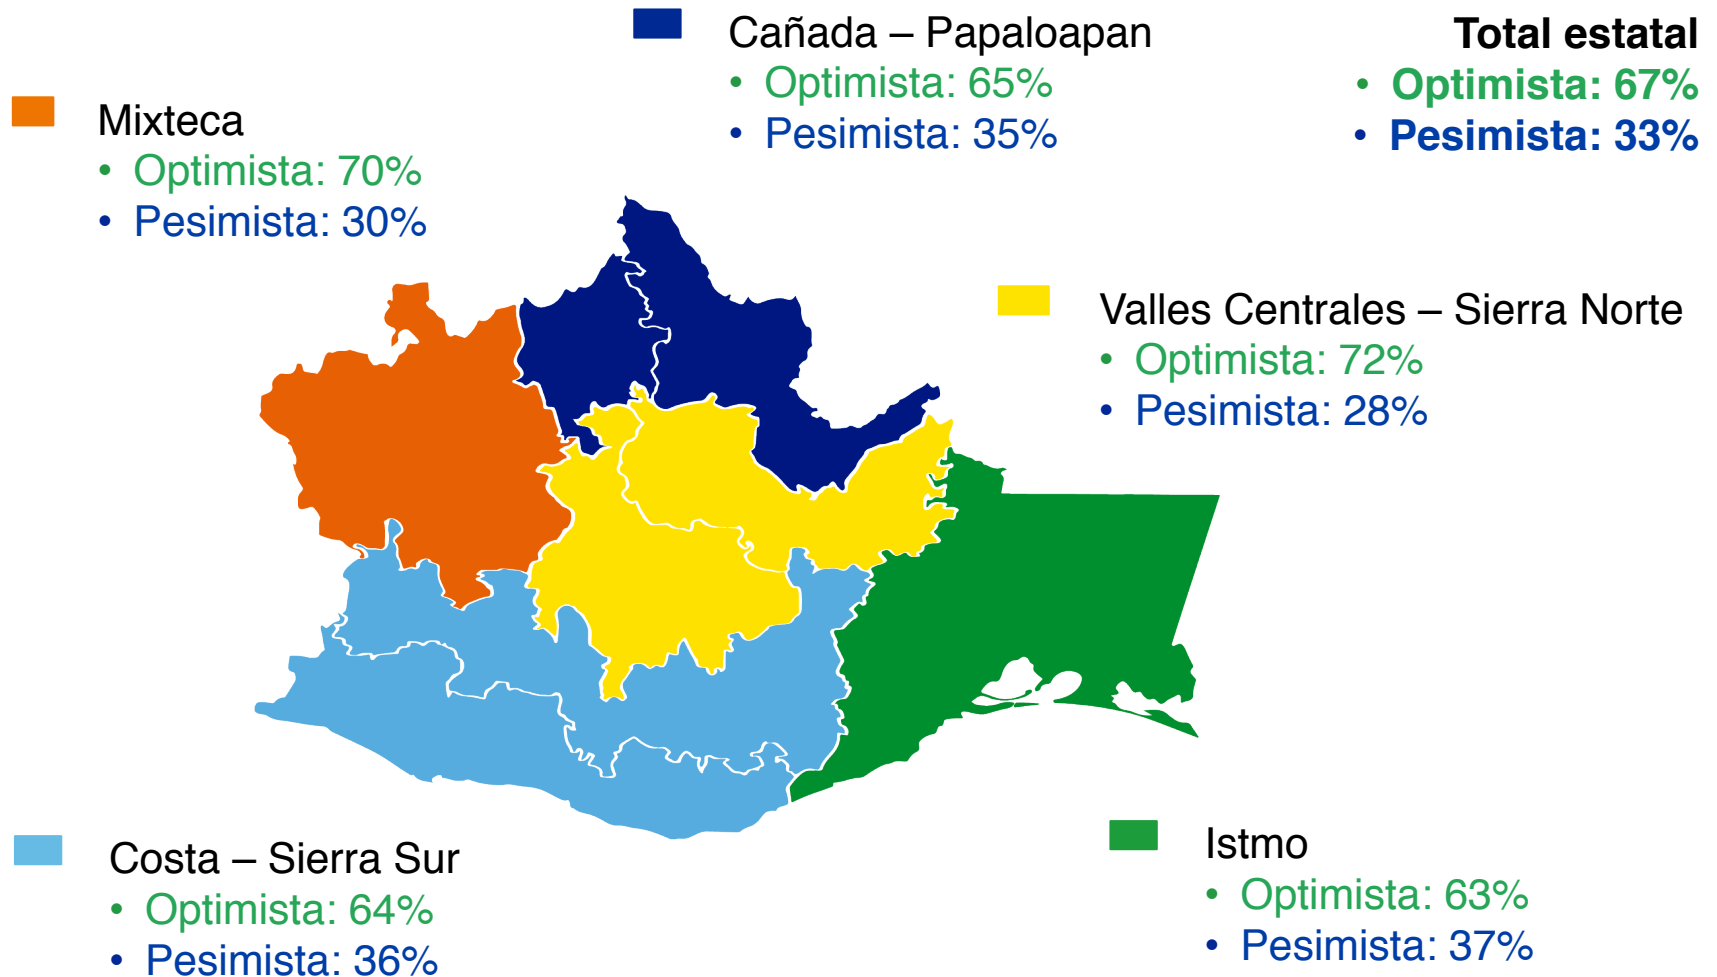 Cañada – Papaloapan
• Optimista: 65%
• Pesimista: 35%
Total estatal
• Optimista: 67%
• Pesimista: 33%
Mixteca
• Optimista: 70%
• Pesimista: 30%
Valles Centrales – Sierra Norte
• Optimista: 72%
• Pesimista: 28%
Costa – Sierra Sur
• Optimista: 64%
• Pesimista: 36%
Istmo
• Optimista: 63%
• Pesimista: 37%